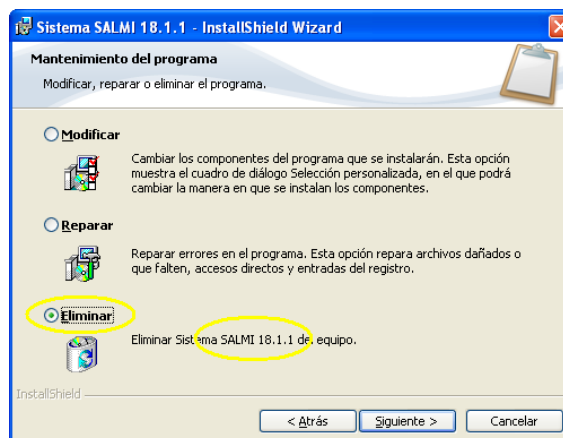 Sistema SALMI 18.1.1 - InstallShield Wizard
Mantenimiento del programa
Modificar, reparar o eliminar el programa.
Modificar
Cambiar los componentes del programa que se instalarán. Esta opción
muestra el cuadro de diálogo Selección personalizada, en el que podrá
cambiar la manera en que se instalan los componentes.
Reparar
Reparar errores en el programa. Esta opción repara archivos dañados o
que falten, accesos directos y entradas del registro.
Eliminar
Eliminar Sistema SALMI 18.1.1 del equipo.
InstallShield
< Atrás Siguiente > Cancelar